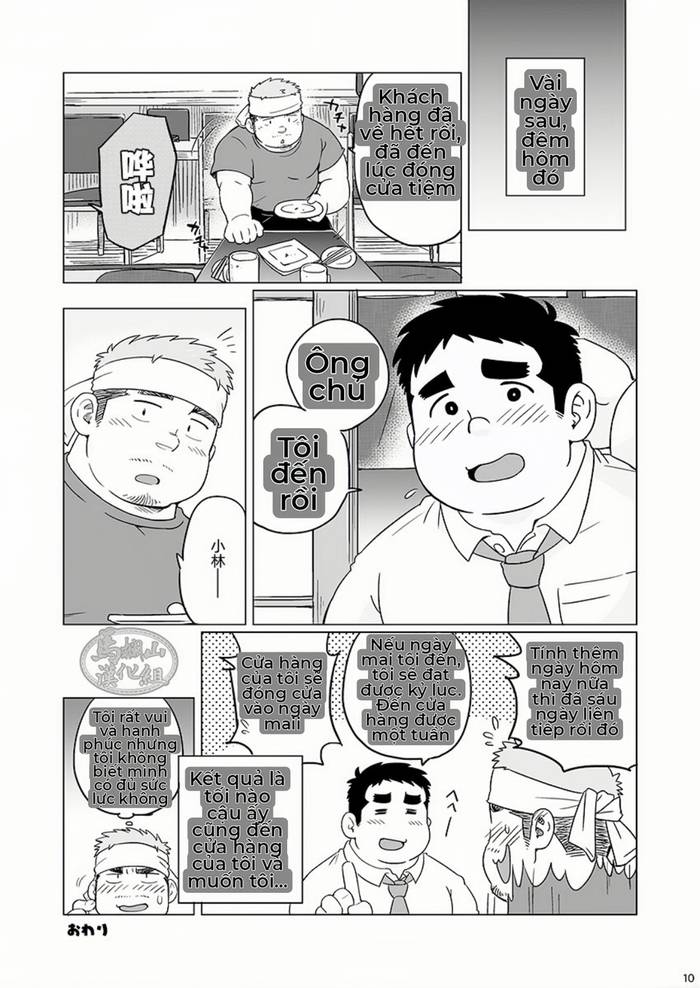 Vài
ngày
sau,
đêm
hôm
đó
Khách
hàng đã
về hết rồi,
đã đến
lúc đóng
cửa tiệm
カチャ
Ông
chủ
Tôi
đến
rồi
小林——
Tính thêm
ngày hôm
nay nữa
thì đã sáu
ngày liên
tiếp rồi đó
Nếu ngày
mai tôi đến,
tôi sẽ đạt
được kỷ lục.
Đến cửa
hàng được
một tuần
Cửa hàng
của tôi sẽ
đóng cửa
vào ngày
maii
Kết quả là
tối nào
cậu ấy
cũng đến
cửa hàng
của tôi và
muốn tôi...
Tôi rất vui
và hạnh
phúc nhưng
tôi không
biết mình
có đủ sức
lực không
おわり
10